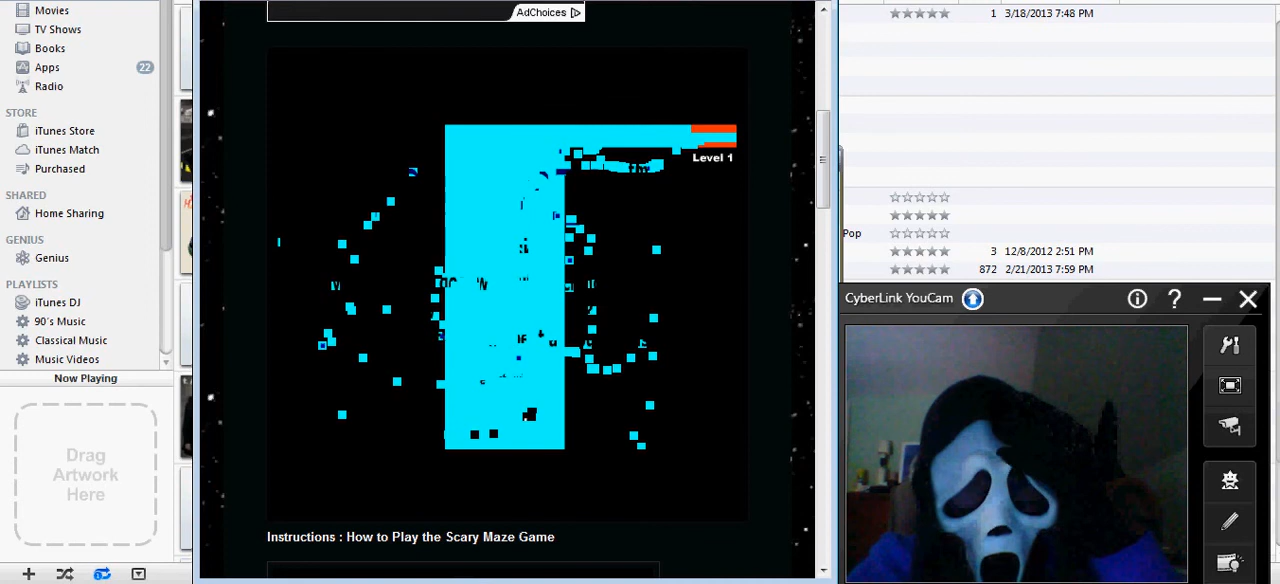 Movies
TV Shows
Books
Apps 22
Radio
STORE
iTunes Store
iTunes Match
Purchased
SHARED
Home Sharing
GENIUS
Genius
PLAYLISTS
iTunes DJ
90's Music
Classical Music
Music Videos
Now Playing
Drag
Artwork
Here
AdChoices
Level 1
Instructions : How to Play the Scary Maze Game
1 3/18/2013 7:48 PM
Pop
3 12/8/2012 2:51 PM
872 2/21/2013 7:59 PM
CyberLink YouCam